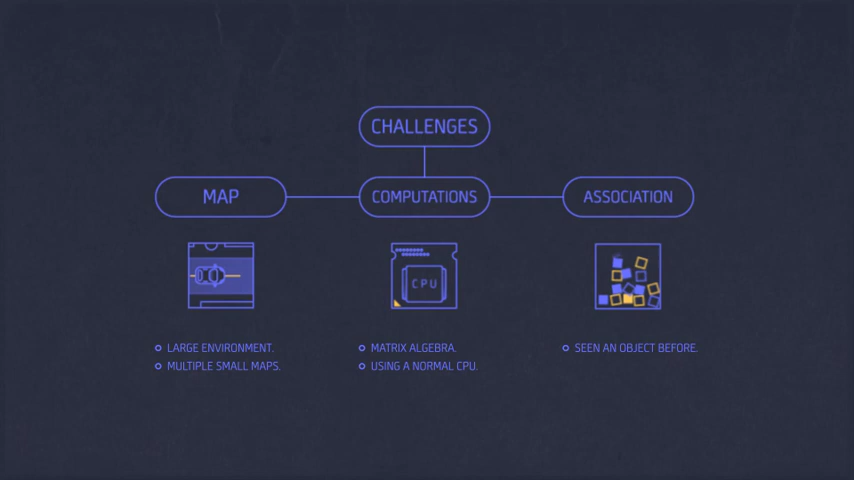 CHALLENGES
MAP
COMPUTATIONS
ASSOCIATION
CPU
LARGE ENVIRONMENT.
MULTIPLE SMALL MAPS.
MATRIX ALGEBRA.
USING A NORMAL CPU.
SEEN AN OBJECT BEFORE.